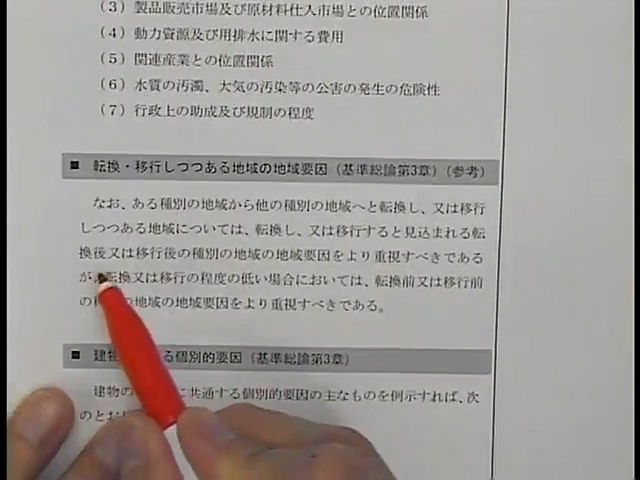 (3) 製品販売市場及び原材料仕入市場との位置関係
(4) 動力資源及び用排水に関する費用
(5) 関連産業との位置関係
(6) 水質の汚濁、大気の汚染等の公害の発生の危険性
(7) 行政上の助成及び規制の程度
■ 転換・移行しつつある地域の地域要因(基準総論第3章)(参考)
なお、ある種別の地域から他の種別の地域へと転換し、又は移行
しつつある地域については、転換し、又は移行すると見込まれる転
換後又は移行後の種別の地域の地域要因をより重視すべきである
が、転換又は移行の程度の低い場合においては、転換前又は移行前
の の地域の地域要因をより重視すべきである。
■ 建物 る個別的要因(基準総論第3章)
建物の に共通する個別的要因の主なものを例示すれば、次
のとお